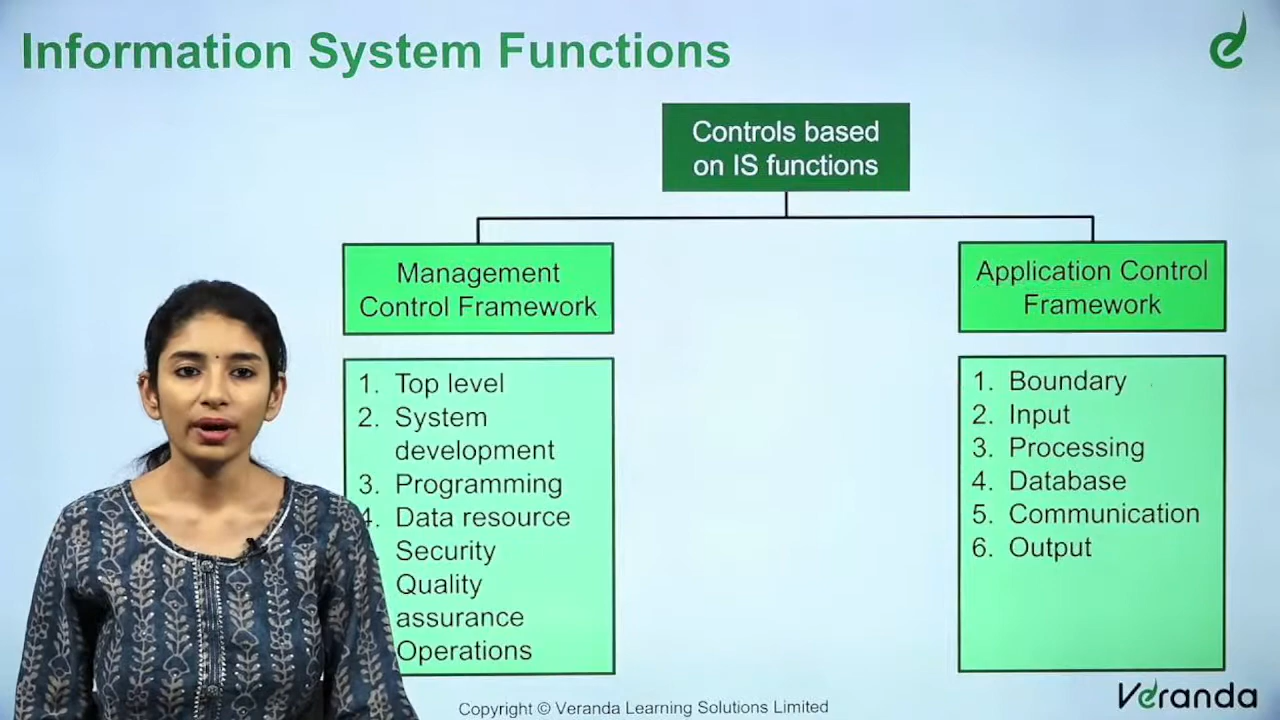 Information System Functions
Controls based
on IS functions
Management
Control Framework
Application Control
Framework
1. Top level
2. System
development
3. Programming
4. Data resource
Security
Quality
assurance
Operations
1. Boundary
2. Input
3. Processing
4. Database
5. Communication
6. Output
Copyright © Veranda Learning Solutions Limited
Veranda